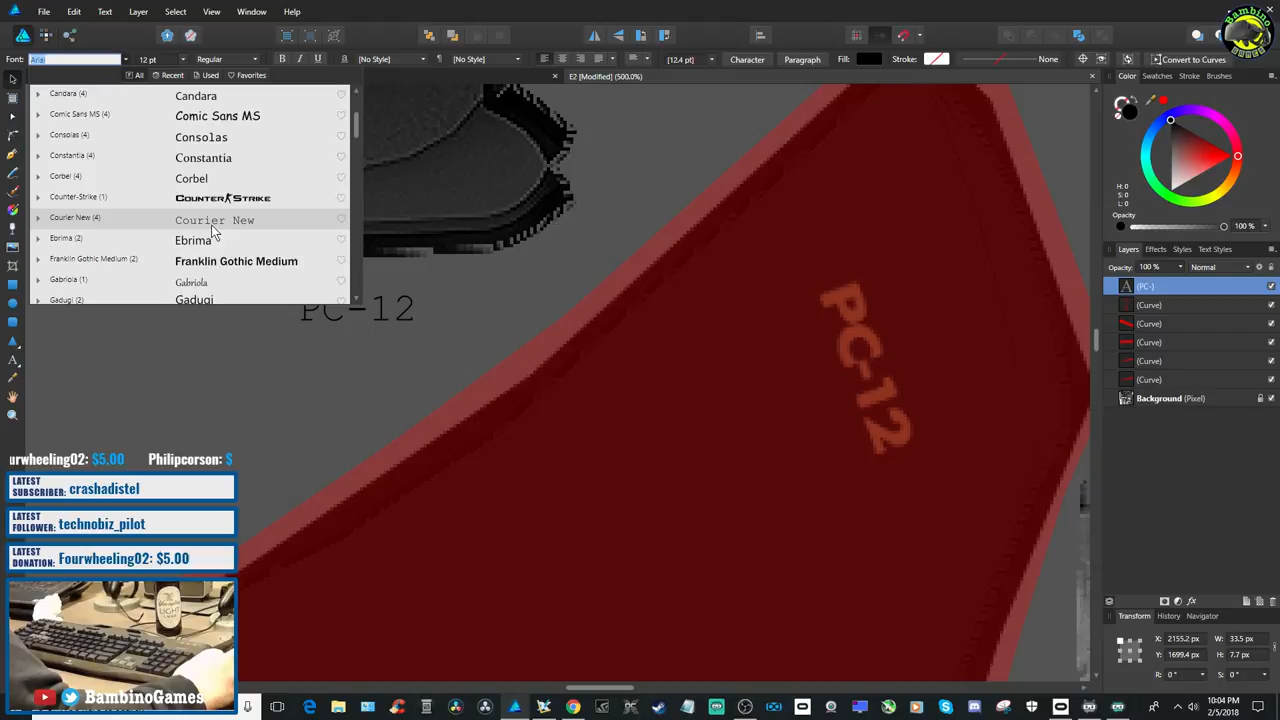 File Edit Text Layer Select View Window Help
Bambino
Font: Arial 12 pt Regular B I U [No Style] [No Style] [12.4 pt] Character Paragraph Fill: Stroke: Convert to Curves
All Recent Used Favorites
E2 [Modified] (500.0%)
Color Swatches Stroke Brushes
Candara (4) Candara
Comic Sans MS (4) Comic Sans MS
Consolas (4) Consolas
Constantia (4) Constantia
Corbel (4) Corbel
Counter-Strike (1) COUNTER STRIKE
Courier New (4) Courier New
Ebrima (2) Ebrima
Franklin Gothic Medium (2) Franklin Gothic Medium
Gabriola (1) Gabriola
Gadugi (2) Gadugi
H: 0
S: 0
L: 0
Opacity 100 %
Layers Effects Styles Text Styles
Opacity: 100 % Normal
A (PC-)
(Curve)
(Curve)
(Curve)
(Curve)
(Curve)
Background (Pixel)
PC-12
PC-12
urwheeling02: $5.00 Philipcorson: $
LATEST
SUBSCRIBER: crashadistel
LATEST
FOLLOWER: technobiz_pilot
LATEST
DONATION: Fourwheeling02: $5.00
LIGHT
BambinoGames
Transform History Navigator
X: 2155.2 px W: 33.5 px
Y: 1699.4 px H: 7.7 px
R: 0 ° S: 0 °
10:04 PM
2/5/2018